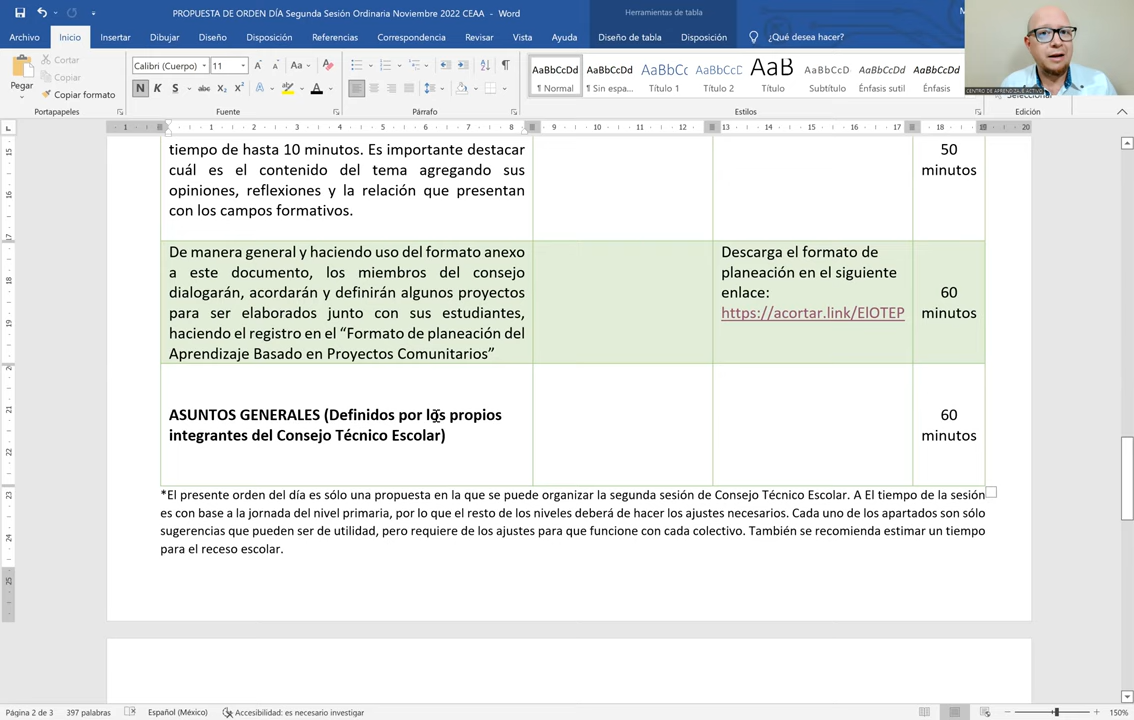 PROPUESTA DE ORDEN DÍA Segunda Sesión Ordinaria Noviembre 2022 CEAA - Word
Herramientas de tabla
Archivo Inicio Insertar Dibujar Diseño Disposición Referencias Correspondencia Revisar Vista Ayuda Diseño de tabla Disposición ¿Qué desea hacer?
CENTRO DE APRENDIZAJE ACTIVO
Pegar
Cortar
Copiar
Copiar formato
Calibri (Cuerpo) 11
N K S abc X₂ X² A A
AaBbCcDd AaBbCcDd AaBbCc AaBbCcD AaB AaBbCcD AaBbCcDd AaBbCcDd
¶ Normal ¶ Sin espa... Título 1 Título 2 Título Subtítulo Énfasis sutil Énfasis
Portapapeles Fuente Párrafo Estilos Edición
tiempo de hasta 10 minutos. Es importante destacar
cuál es el contenido del tema agregando sus
opiniones, reflexiones y la relación que presentan
con los campos formativos.
50
minutos
De manera general y haciendo uso del formato anexo
a este documento, los miembros del consejo
dialogarán, acordarán y definirán algunos proyectos
para ser elaborados junto con sus estudiantes,
haciendo el registro en el “Formato de planeación del
Aprendizaje Basado en Proyectos Comunitarios”
Descarga el formato de
planeación en el siguiente
enlace:
https://acortar.link/ElOTEP
60
minutos
ASUNTOS GENERALES (Definidos por los propios
integrantes del Consejo Técnico Escolar)
60
minutos
*El presente orden del día es sólo una propuesta en la que se puede organizar la segunda sesión de Consejo Técnico Escolar. A El tiempo de la sesión
es con base a la jornada del nivel primaria, por lo que el resto de los niveles deberá de hacer los ajustes necesarios. Cada uno de los apartados son sólo
sugerencias que pueden ser de utilidad, pero requiere de los ajustes para que funcione con cada colectivo. También se recomienda estimar un tiempo
para el receso escolar.
Página 2 de 3 397 palabras Español (México) Accesibilidad: es necesario investigar 150%